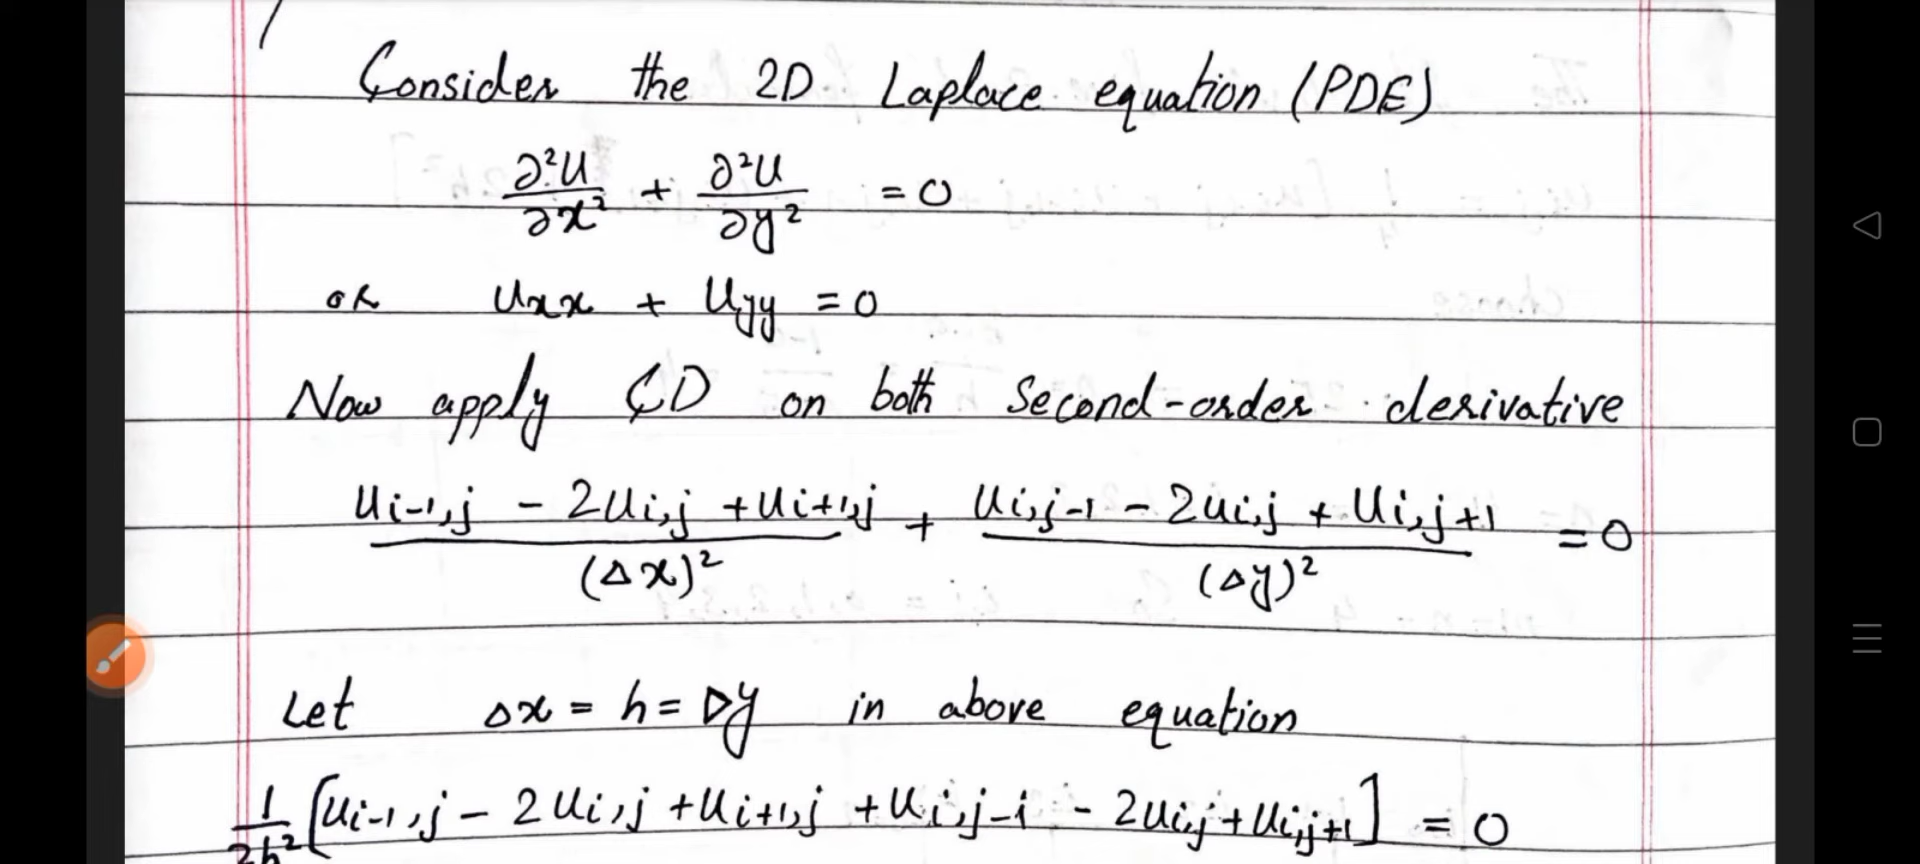 Consider the 2D Laplace equation (PDE)
∂²u/∂x² + ∂²u/∂y² = 0
or uxx + uyy = 0
Now apply CD on both second-order derivative
(ui-1,j - 2ui,j + ui+1,j)/(Δx)² + (ui,j-1 - 2ui,j + ui,j+1)/(Δy)² = 0
Let Δx = h = Δy in above equation
1/2h² [ui-1,j - 2ui,j + ui+1,j + ui,j-1 - 2ui,j + ui,j+1] = 0